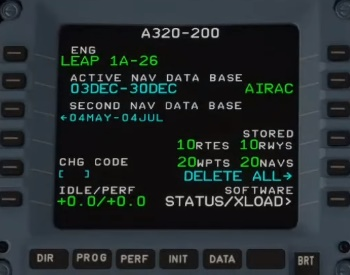 A320-200
ENG
LEAP 1A-26
ACTIVE NAV DATA BASE
03DEC-30DEC AIRAC
SECOND NAV DATA BASE
←04MAY-04JUL
STORED
10RTES 10RWYS
CHG CODE 20WPTS 20NAVS
[ ] DELETE ALL→
IDLE/PERF SOFTWARE
+0.0/+0.0 STATUS/XLOAD>
DIR PROG PERF INIT DATA BRT